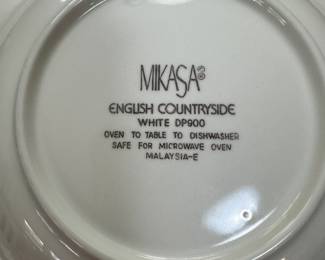 MIKASA
ENGLISH COUNTRYSIDE
WHITE DP900
OVEN TO TABLE TO DISHWASHER
SAFE FOR MICROWAVE OVEN
MALAYSIA-E